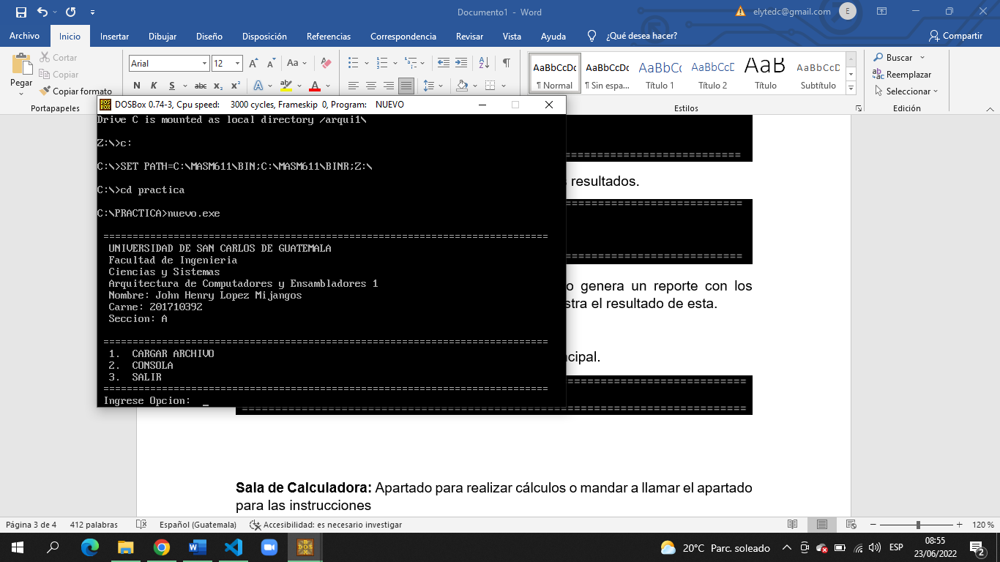 Documento1 - Word
elytedc@gmail.com
E
Archivo Inicio Insertar Dibujar Diseño Disposición Referencias Correspondencia Revisar Vista Ayuda ¿Qué desea hacer? Compartir
Pegar
Cortar
Copiar
Copiar formato
Portapapeles
Arial 12
Aa
N K S abc x₂ x²
AaBbCcDc
¶ Normal
AaBbCcDc
¶ Sin espa...
AaBbCc
Título 1
AaBbCcD
Título 2
AaB
Título
AaBbCcD
Subtítulo
Estilos
Buscar
Reemplazar
Seleccionar
Edición
DOSBox 0.74-3, Cpu speed: 3000 cycles, Frameskip 0, Program: NUEVO
Drive C is mounted as local directory /arqui1\
Z:\>c:
C:\>SET PATH=C:\MASM611\BIN;C:\MASM611\BINR;Z:\
C:\>cd practica
C:\PRACTICA>nuevo.exe
============================================================================
UNIVERSIDAD DE SAN CARLOS DE GUATEMALA
Facultad de Ingenieria
Ciencias y Sistemas
Arquitectura de Computadores y Ensambladores 1
Nombre: John Henry Lopez Mijangos
Carne: 201710392
Seccion: A
============================================================================
1. CARGAR ARCHIVO
2. CONSOLA
3. SALIR
============================================================================
Ingrese Opcion: _
resultados.
o genera un reporte con los
stra el resultado de esta.
ncipal.
Sala de Calculadora: Apartado para realizar cálculos o mandar a llamar el apartado
para las instrucciones
Página 3 de 4 412 palabras Español (Guatemala) Accesibilidad: es necesario investigar 120 %
20°C Parc. soleado ESP
08:55
23/06/2022
2